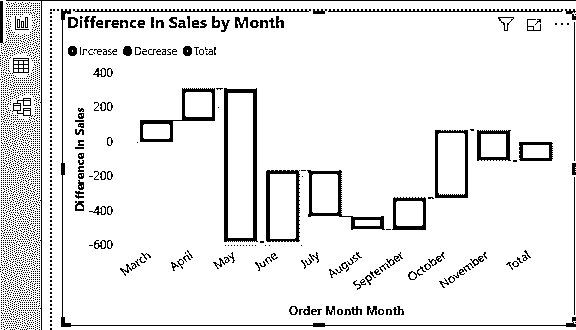 Difference In Sales by Month
Increase Decrease Total
Difference In Sales
400
200
0
-200
-400
-600
March
April
May
June
July
August
September
October
November
Total
Order Month Month